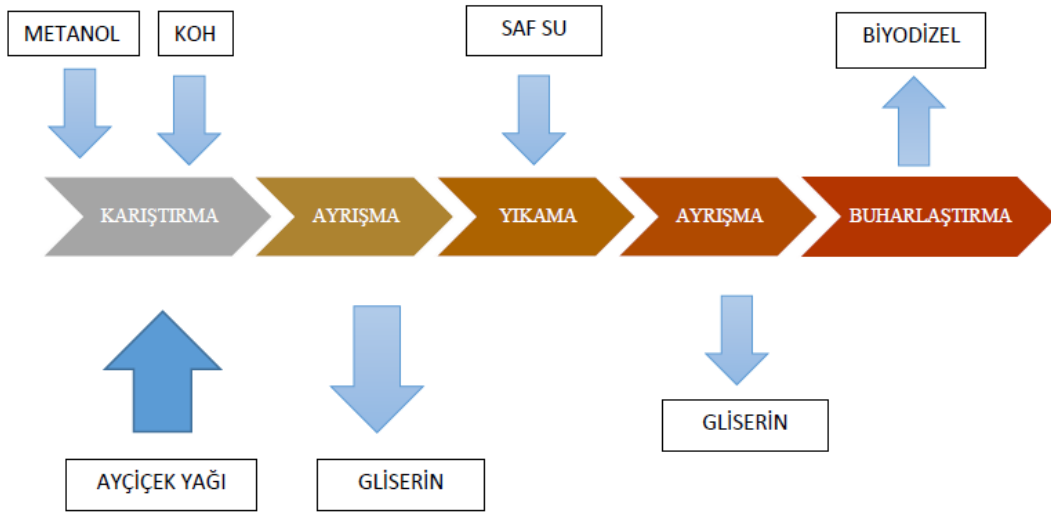 METANOL
KOH
SAF SU
BİYODİZEL
KARIŞTIRMA
AYRIŞMA
YIKAMA
AYRIŞMA
BUHARLAŞTIRMA
GLİSERİN
AYÇİÇEK YAĞI
GLİSERİN